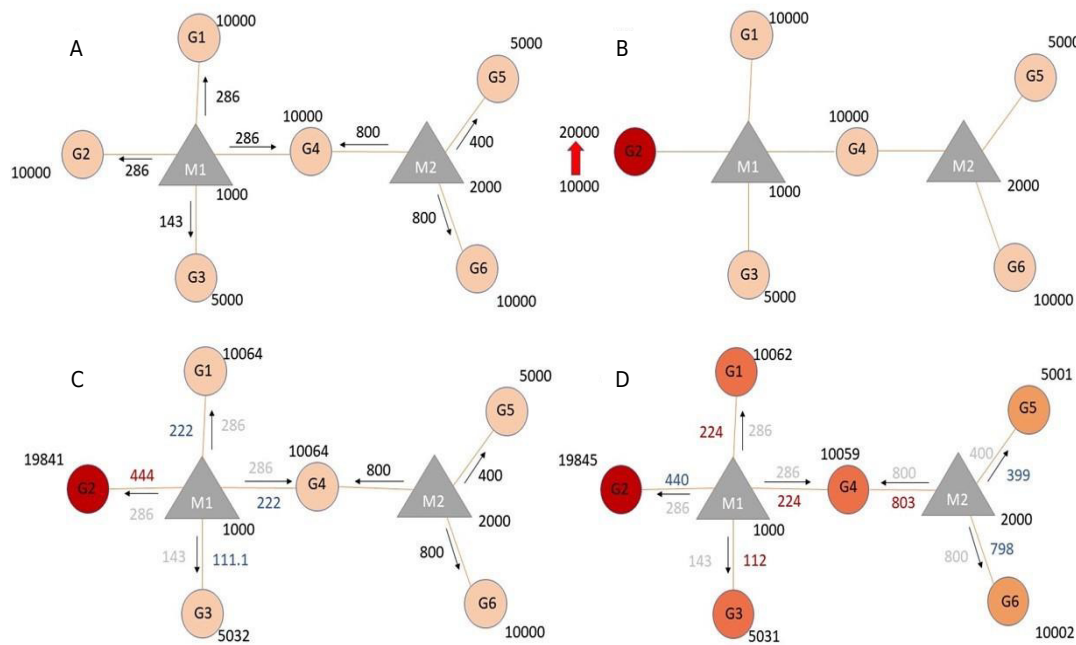 A
10000
G1
5000
G5
286
10000
286
800
400
G2
M1
G4
M2
10000
286
1000
2000
143
800
G3
5000
G6
10000
B
10000
G1
5000
G5
20000
10000
G2
M1
G4
M2
10000
1000
2000
G3
5000
G6
10000
C
10064
G1
5000
G5
222
286
10064
19841
444
286
800
400
G2
M1
G4
M2
286
222
1000
2000
143
111.1
800
G3
5032
G6
10000
D
10062
G1
5001
G5
224
286
10059
400
19845
440
286
800
399
G2
M1
G4
M2
286
224
803
1000
2000
143
112
800
798
G3
5031
G6
10002